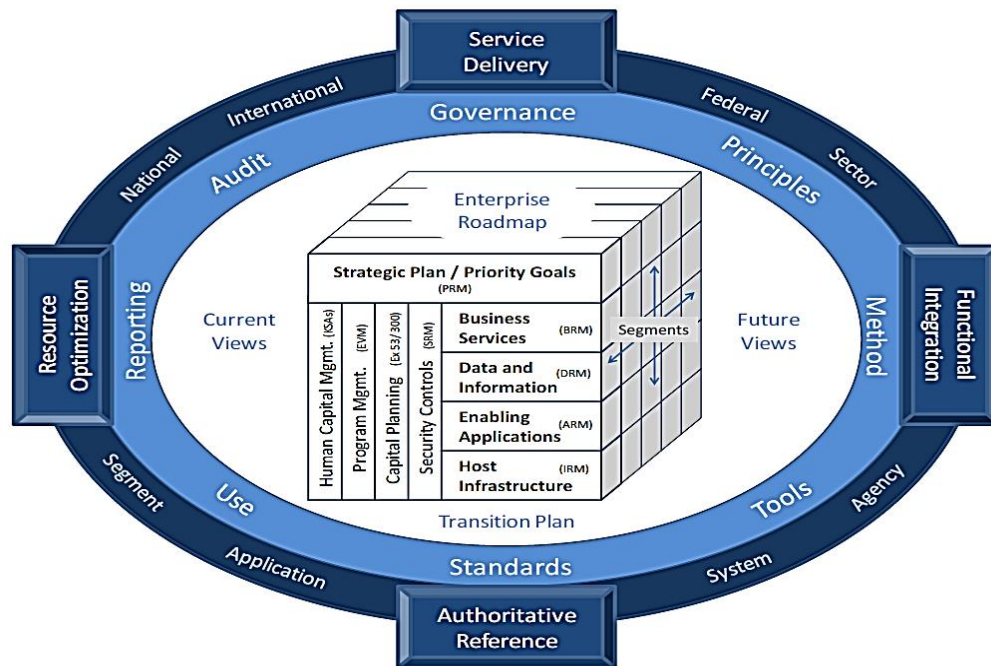 Service
Delivery
International
Federal
Governance
National
Audit
Principles
Sector
Enterprise
Roadmap
Strategic Plan / Priority Goals
(PRM)
Resource
Optimization
Reporting
Current
Views
Human Capital Mgmt. (KSAs)
Program Mgmt. (EVM)
Capital Planning (Ex 53/300)
Security Controls (SRM)
Business
Services (BRM)
Data and (DRM)
Information
Enabling
Applications (ARM)
Host (IRM)
Infrastructure
Segments
Future
Views
Method
Functional
Integration
Segment
Use
Transition Plan
Tools
Agency
Application
Standards
System
Authoritative
Reference